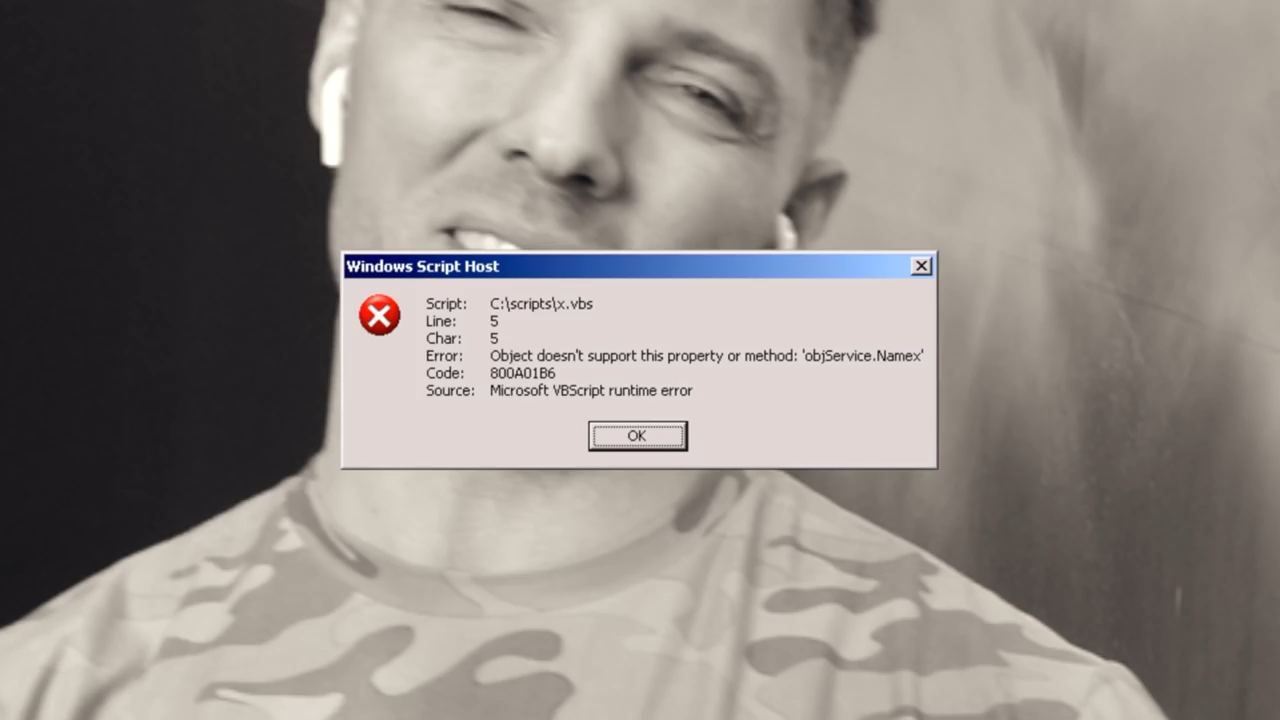 Windows Script Host
Script: C:\scripts\x.vbs
Line: 5
Char: 5
Error: Object doesn't support this property or method: 'objService.Namex'
Code: 800A01B6
Source: Microsoft VBScript runtime error
OK